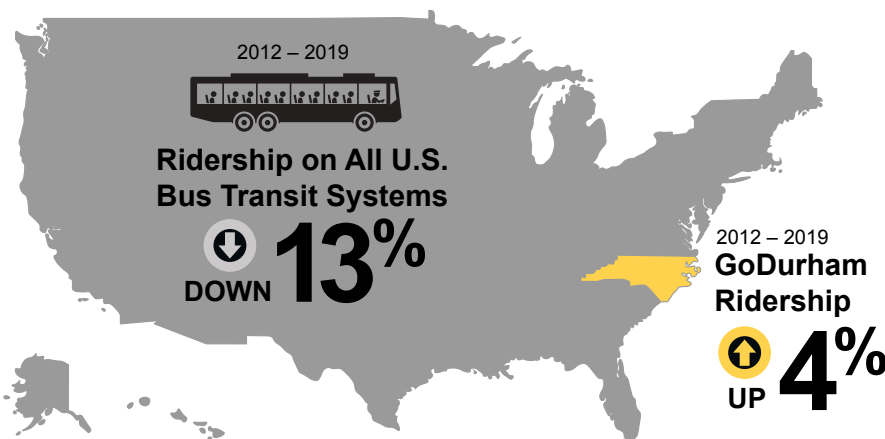 2012 – 2019
Ridership on All U.S.
Bus Transit Systems
DOWN 13%
2012 – 2019
GoDurham
Ridership
UP 4%